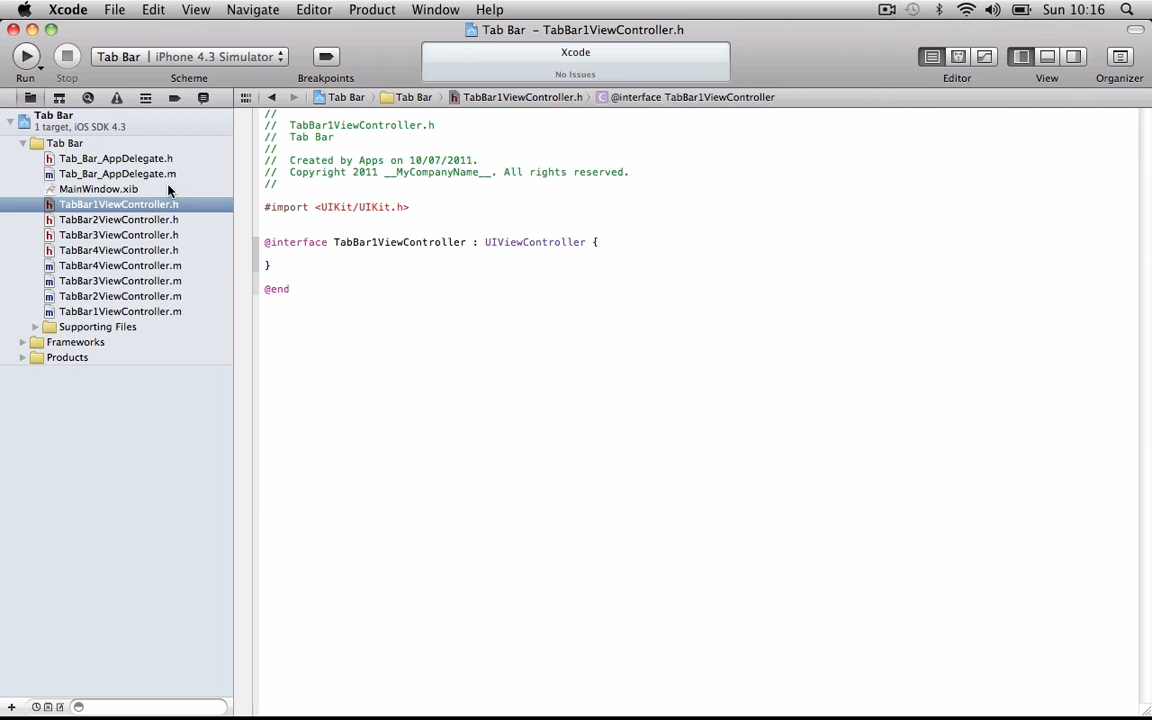 Xcode File Edit View Navigate Editor Product Window Help Sun 10:16
Tab Bar - TabBar1ViewController.h
Tab Bar iPhone 4.3 Simulator
Xcode
No Issues
Run Stop Scheme Breakpoints Editor View Organizer
Tab Bar Tab Bar TabBar1ViewController.h @interface TabBar1ViewController
Tab Bar
1 target, iOS SDK 4.3
Tab Bar
Tab_Bar_AppDelegate.h
Tab_Bar_AppDelegate.m
MainWindow.xib
TabBar1ViewController.h
TabBar2ViewController.h
TabBar3ViewController.h
TabBar4ViewController.h
TabBar4ViewController.m
TabBar3ViewController.m
TabBar2ViewController.m
TabBar1ViewController.m
Supporting Files
Frameworks
Products
//
// TabBar1ViewController.h
// Tab Bar
//
// Created by Apps on 10/07/2011.
// Copyright 2011 __MyCompanyName__. All rights reserved.
//
#import <UIKit/UIKit.h>
@interface TabBar1ViewController : UIViewController {
}
@end